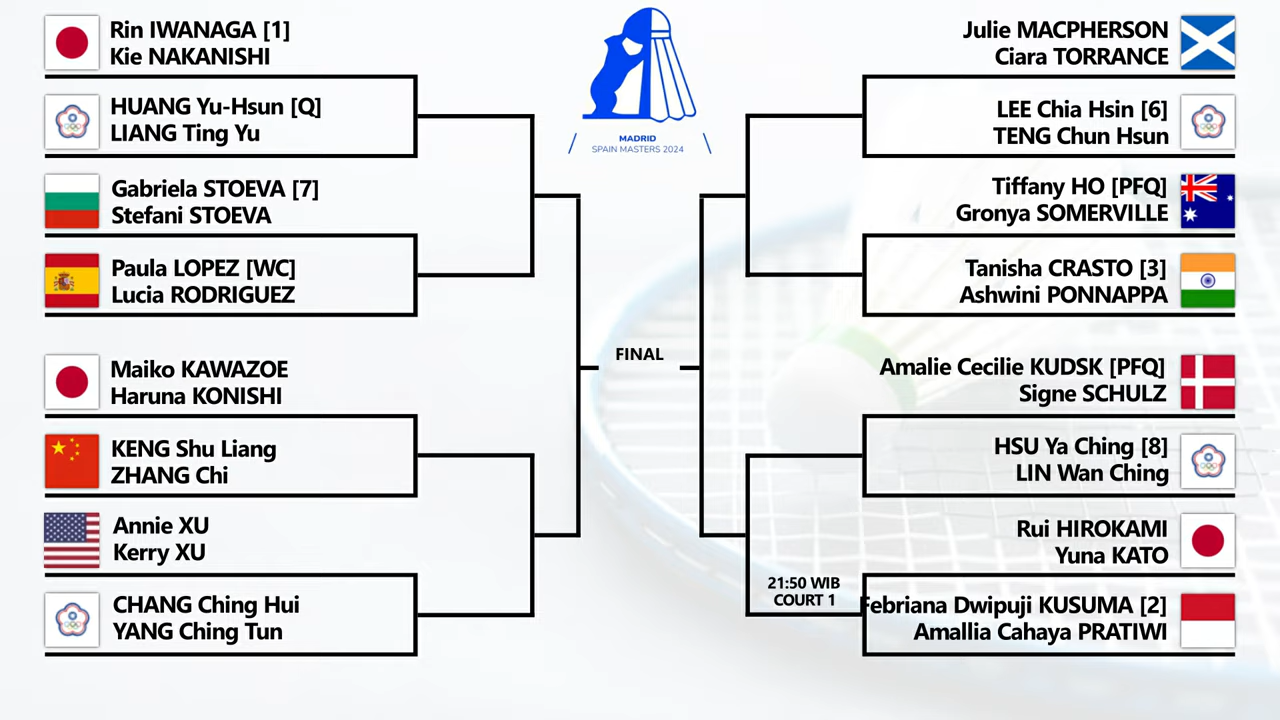 Rin IWANAGA [1]
Kie NAKANISHI
HUANG Yu-Hsun [Q]
LIANG Ting Yu
Gabriela STOEVA [7]
Stefani STOEVA
Paula LOPEZ [WC]
Lucia RODRIGUEZ
Maiko KAWAZOE
Haruna KONISHI
KENG Shu Liang
ZHANG Chi
Annie XU
Kerry XU
CHANG Ching Hui
YANG Ching Tun
MADRID
SPAIN MASTERS 2024
FINAL
Julie MACPHERSON
Ciara TORRANCE
LEE Chia Hsin [6]
TENG Chun Hsun
Tiffany HO [PFQ]
Gronya SOMERVILLE
Tanisha CRASTO [3]
Ashwini PONNAPPA
Amalie Cecilie KUDSK [PFQ]
Signe SCHULZ
HSU Ya Ching [8]
LIN Wan Ching
Rui HIROKAMI
Yuna KATO
21:50 WIB
COURT 1
Febriana Dwipuji KUSUMA [2]
Amallia Cahaya PRATIWI